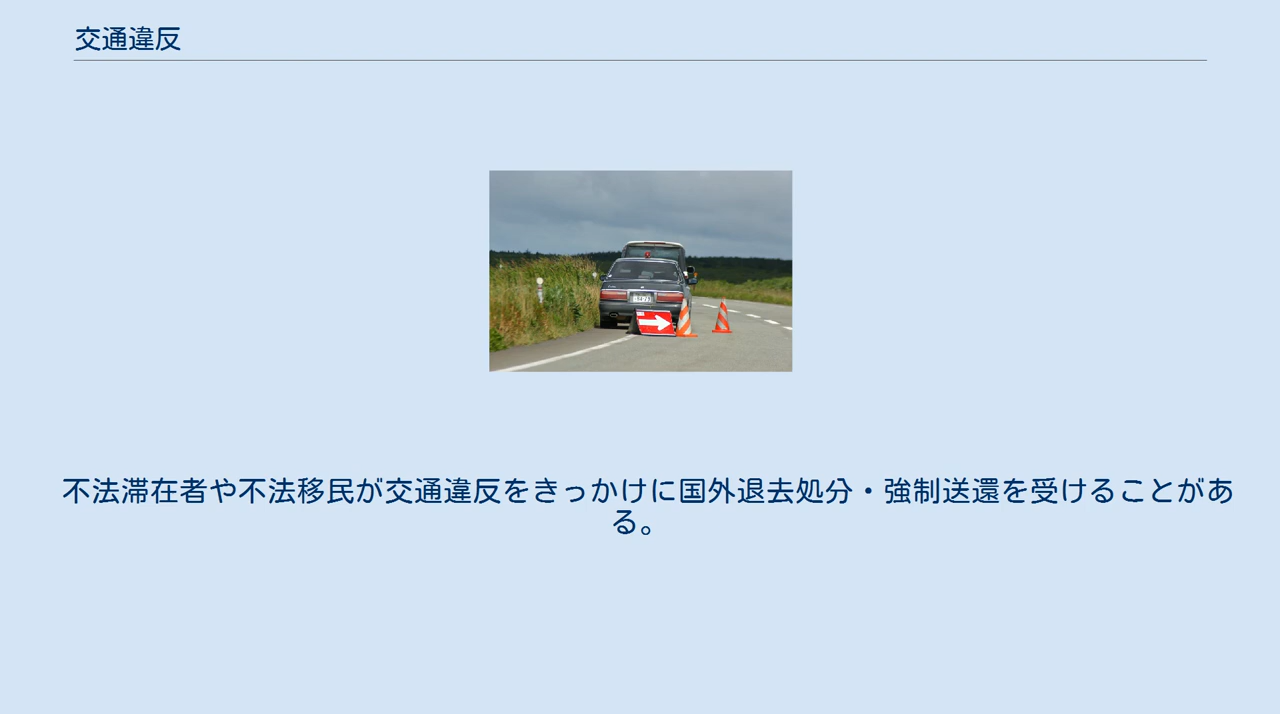 交通違反
不法滞在者や不法移民が交通違反をきっかけに国外退去処分・強制送還を受けることがあ
る。